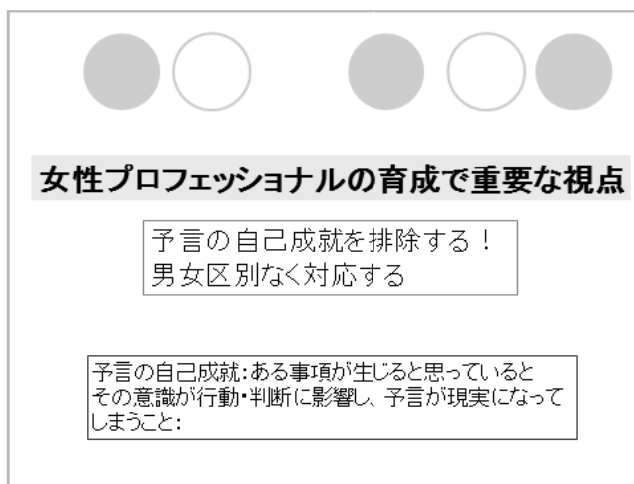 女性プロフェッショナルの育成で重要な視点
予言の自己成就を排除する！
男女区別なく対応する
予言の自己成就:ある事項が生じると思っていると
その意識が行動・判断に影響し、予言が現実になって
しまうこと: